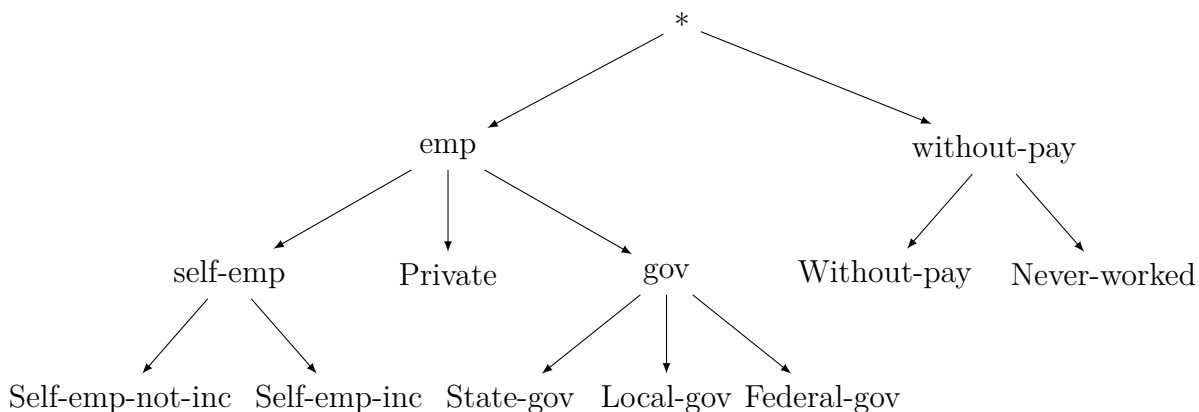 *
emp without-pay
self-emp Private gov Without-pay Never-worked
Self-emp-not-inc Self-emp-inc State-gov Local-gov Federal-gov